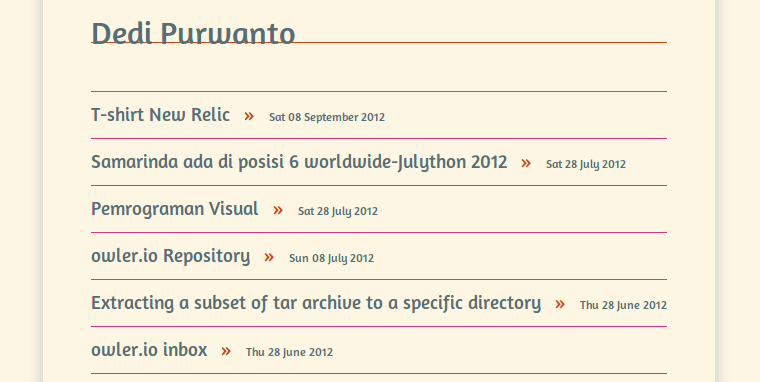 Dedi Purwanto
T-shirt New Relic » Sat 08 September 2012
Samarinda ada di posisi 6 worldwide-Julython 2012 » Sat 28 July 2012
Pemrograman Visual » Sat 28 July 2012
owler.io Repository » Sun 08 July 2012
Extracting a subset of tar archive to a specific directory » Thu 28 June 2012
owler.io inbox » Thu 28 June 2012